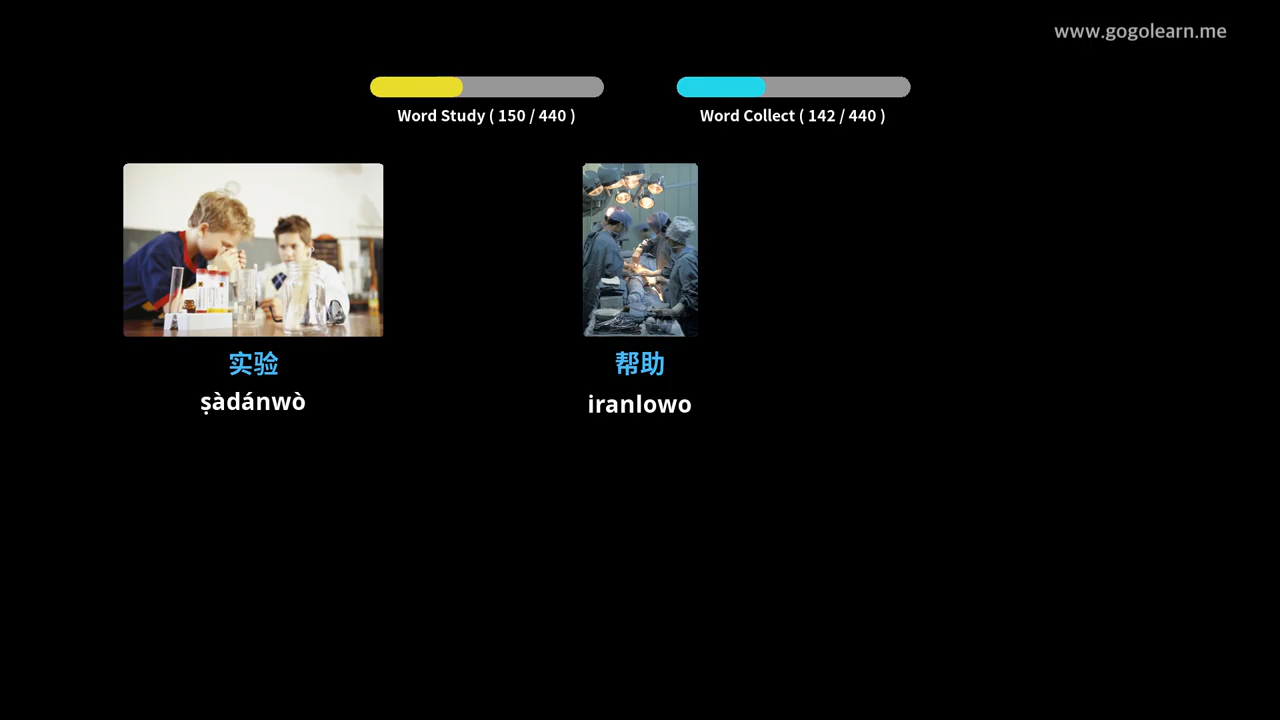 www.gogolearn.me
Word Study ( 150 / 440 )
Word Collect ( 142 / 440 )
实验
ṣàdánwò
帮助
iranlowo